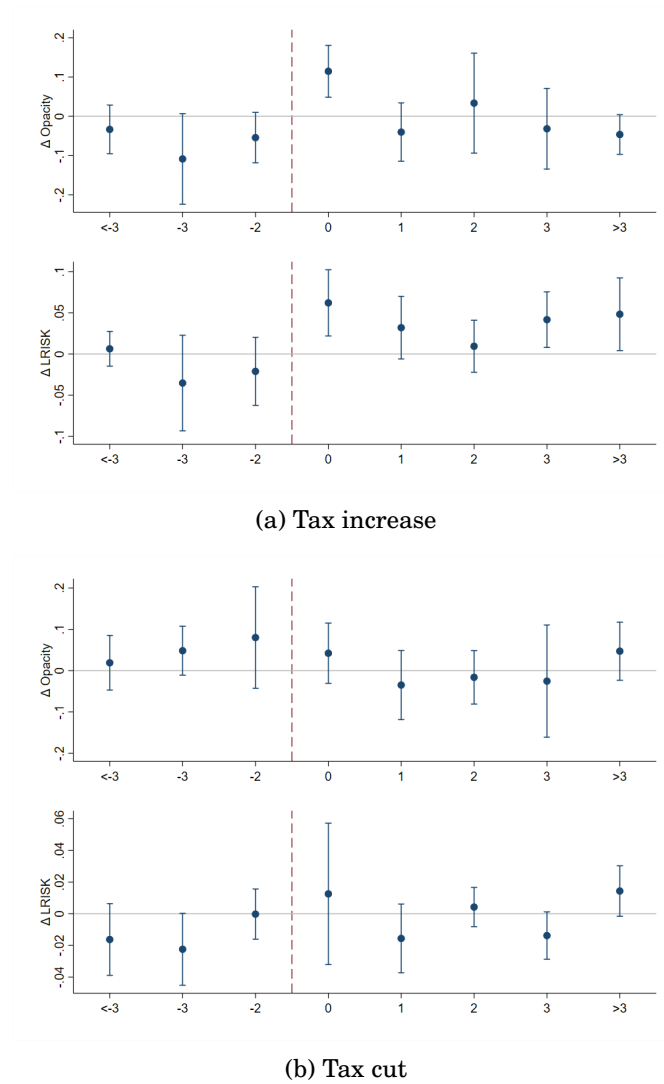 .2
.1
0
-.1
-.2
Δ Opacity
<-3 -3 -2 0 1 2 3 >3
.1
.05
0
-.05
-.1
Δ LRISK
<-3 -3 -2 0 1 2 3 >3
(a) Tax increase
.2
.1
0
-.1
-.2
Δ Opacity
<-3 -3 -2 0 1 2 3 >3
.06
.04
.02
0
-.02
-.04
Δ LRISK
<-3 -3 -2 0 1 2 3 >3
(b) Tax cut